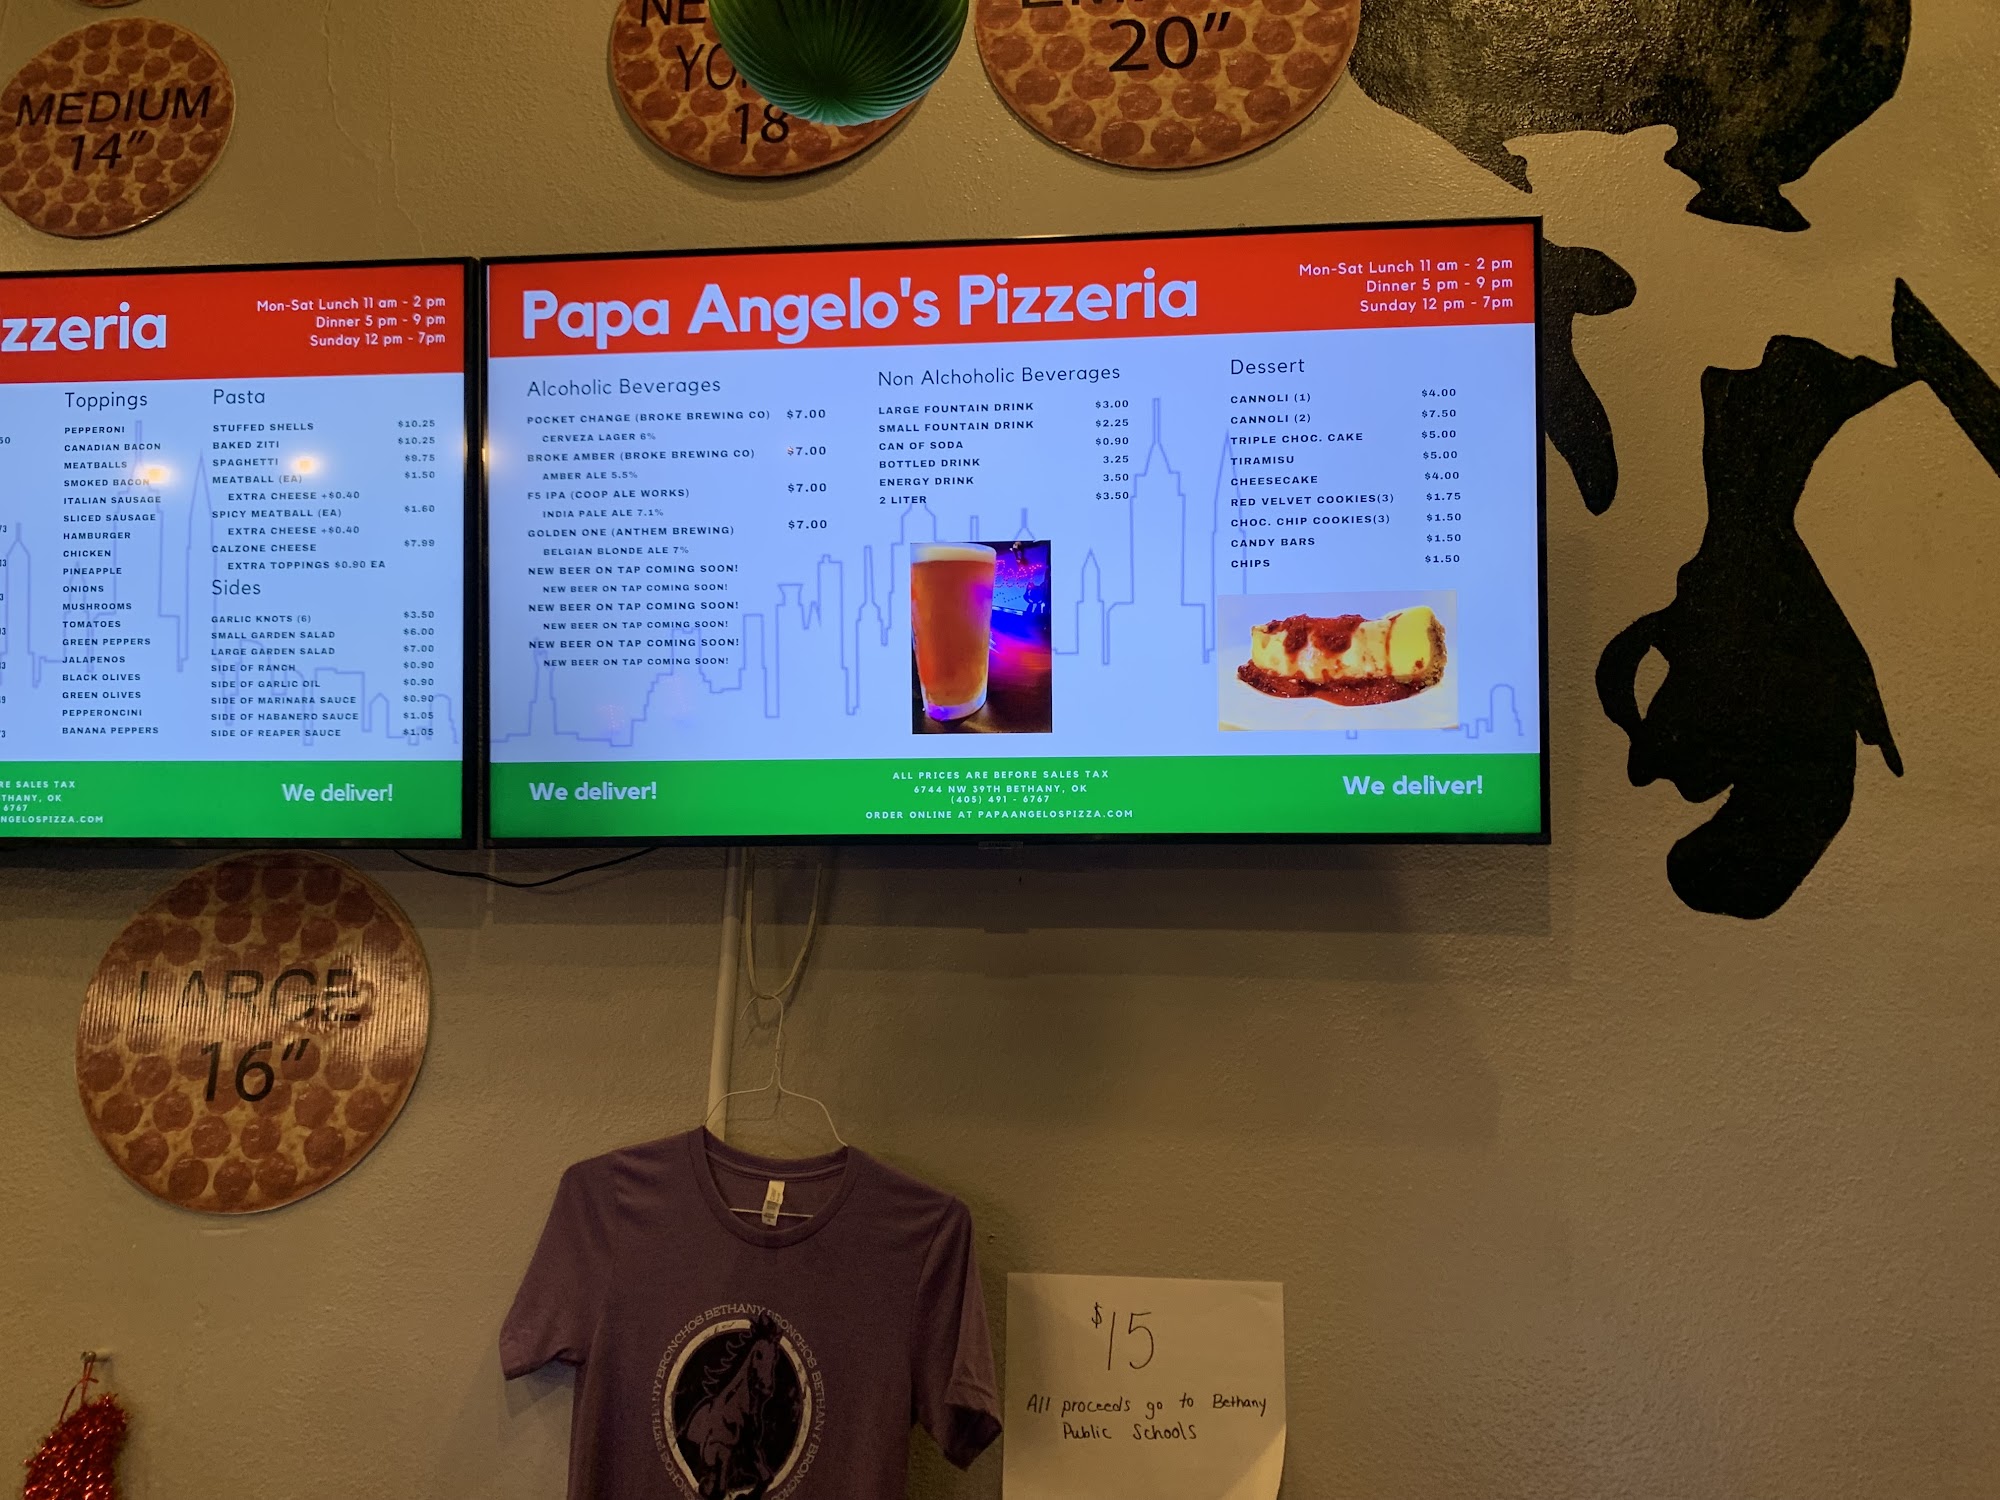 MEDIUM
14"
NE
YO
18
20"
zzeria
Mon-Sat Lunch 11 am - 2 pm
Dinner 5 pm - 9 pm
Sunday 12 pm - 7pm
Toppings
PEPPERONI
CANADIAN BACON
MEATBALLS
SMOKED BACON
ITALIAN SAUSAGE
SLICED SAUSAGE
HAMBURGER
CHICKEN
PINEAPPLE
ONIONS
MUSHROOMS
TOMATOES
GREEN PEPPERS
JALAPENOS
BLACK OLIVES
GREEN OLIVES
PEPPERONCINI
BANANA PEPPERS
Pasta
STUFFED SHELLS $10.25
BAKED ZITI $10.25
SPAGHETTI $9.75
MEATBALL (EA) $1.50
EXTRA CHEESE +$0.40
SPICY MEATBALL (EA) $1.60
EXTRA CHEESE +$0.40
CALZONE CHEESE $7.99
EXTRA TOPPINGS $0.90 EA
Sides
GARLIC KNOTS (6) $3.50
SMALL GARDEN SALAD $6.00
LARGE GARDEN SALAD $7.00
SIDE OF RANCH $0.90
SIDE OF GARLIC OIL $0.90
SIDE OF MARINARA SAUCE $0.90
SIDE OF HABANERO SAUCE $1.05
SIDE OF REAPER SAUCE $1.05
RE SALES TAX
THANY, OK
6767
NGELOSPIZZA.COM
We deliver!
Papa Angelo's Pizzeria
Mon-Sat Lunch 11 am - 2 pm
Dinner 5 pm - 9 pm
Sunday 12 pm - 7pm
Alcoholic Beverages
POCKET CHANGE (BROKE BREWING CO) $7.00
CERVEZA LAGER 6%
BROKE AMBER (BROKE BREWING CO) $7.00
AMBER ALE 5.5%
F5 IPA (COOP ALE WORKS) $7.00
INDIA PALE ALE 7.1%
GOLDEN ONE (ANTHEM BREWING) $7.00
BELGIAN BLONDE ALE 7%
NEW BEER ON TAP COMING SOON!
NEW BEER ON TAP COMING SOON!
NEW BEER ON TAP COMING SOON!
NEW BEER ON TAP COMING SOON!
NEW BEER ON TAP COMING SOON!
NEW BEER ON TAP COMING SOON!
Non Alchoholic Beverages
LARGE FOUNTAIN DRINK $3.00
SMALL FOUNTAIN DRINK $2.25
CAN OF SODA $0.90
BOTTLED DRINK 3.25
ENERGY DRINK 3.50
2 LITER $3.50
Dessert
CANNOLI (1) $4.00
CANNOLI (2) $7.50
TRIPLE CHOC. CAKE $5.00
TIRAMISU $5.00
CHEESECAKE $4.00
RED VELVET COOKIES(3) $1.75
CHOC. CHIP COOKIES(3) $1.50
CANDY BARS $1.50
CHIPS $1.50
We deliver!
ALL PRICES ARE BEFORE SALES TAX
6744 NW 39TH BETHANY, OK
(405) 491 - 6767
ORDER ONLINE AT PAPAANGELOSPIZZA.COM
We deliver!
LARGE
16"
BRONCHOS BETHANY BRONCHOS BETHANY BRONCHOS
$15
All proceeds go to Bethany
Public Schools